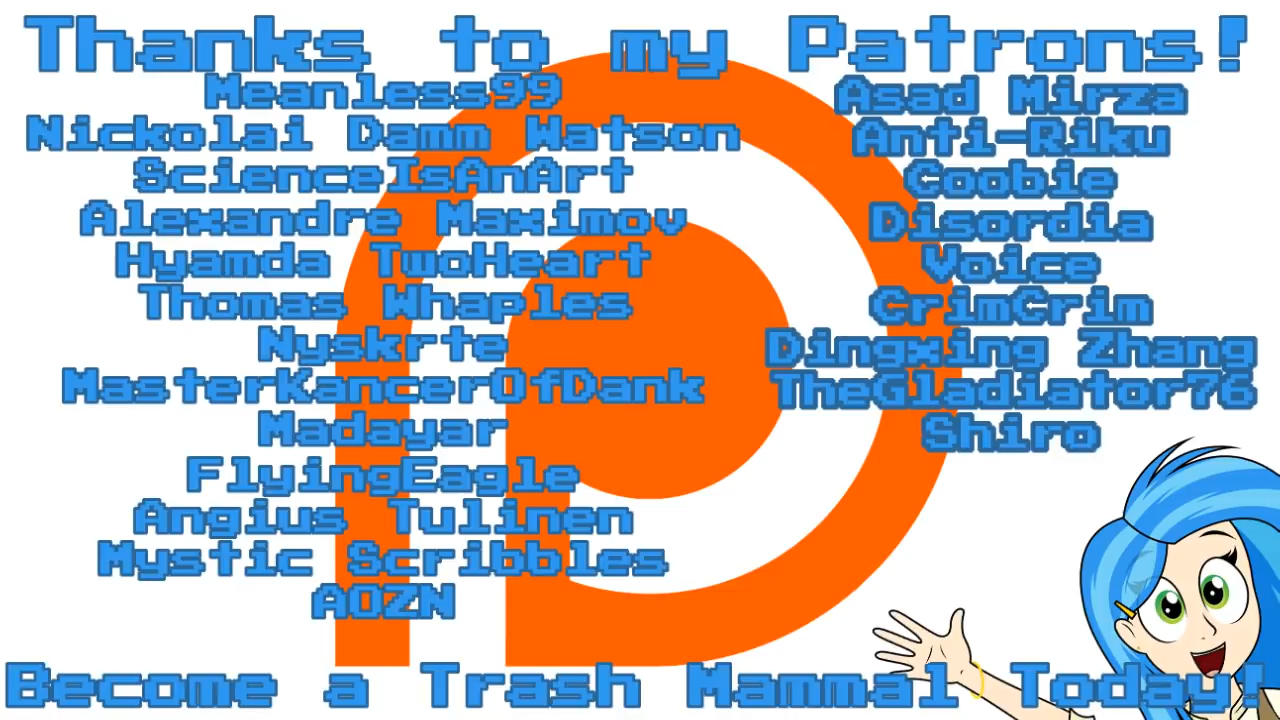 Thanks to my Patrons!
Meanless99
Nickolai Damm Watson
ScienceIsAnArt
Alexandre Maximov
Hyamda TwoHeart
Thomas Whaples
Nyskrte
MasterKancerOfDank
Madayar
FlyingEagle
Angius Tulinen
Mystic Scribbles
AOZN
Asad Mirza
Anti-Riku
Coobie
Disordia
Voice
CrimCrim
Dingxing Zhang
TheGladiator76
Shiro
Become a Trash Mammal Today!